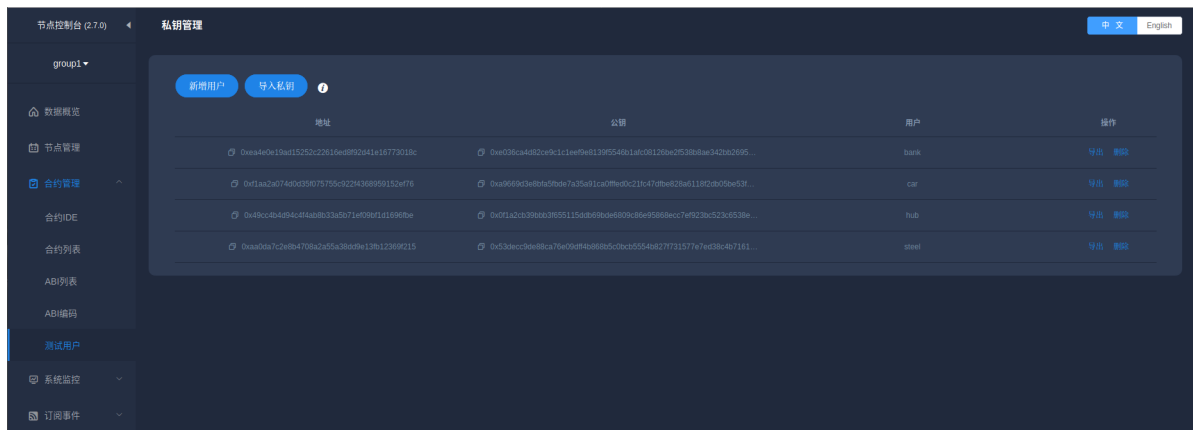 节点控制台 (2.7.0)
私钥管理
中 文
English
group1
新增用户
导入私钥
地址
公钥
用户
操作
数据概览
节点管理
合约管理
合约IDE
合约列表
ABI列表
ABI编码
测试用户
系统监控
订阅事件
0xea4e0e19ad15252c22616ed8f92d41e16773018c
0xe036ca4d82ce9c1c1eef9e8139f5546b1afc08126be2f538b8ae342bb2695...
bank
导出 删除
0xf1aa2a074d0d35f075755c922f4368959152ef76
0xa9669d3e8bfa5fbde7a35a91ca0fffed0c21fc47dfbe828a6118f2db05be53f...
car
导出 删除
0x49cc4b4d94c4f4ab8b33a5b71ef09bf1d1696fbe
0x0f1a2cb39bbb3f655115ddb69bde6809c86e95868ecc7ef923bc523c6538e...
hub
导出 删除
0xaa0da7c2e8b4708a2a55a38dd9e13fb12369f215
0x53decc9de88ca76e09dff4b868b5c0bcb5554b827f731577e7ed38c4b7161...
steel
导出 删除